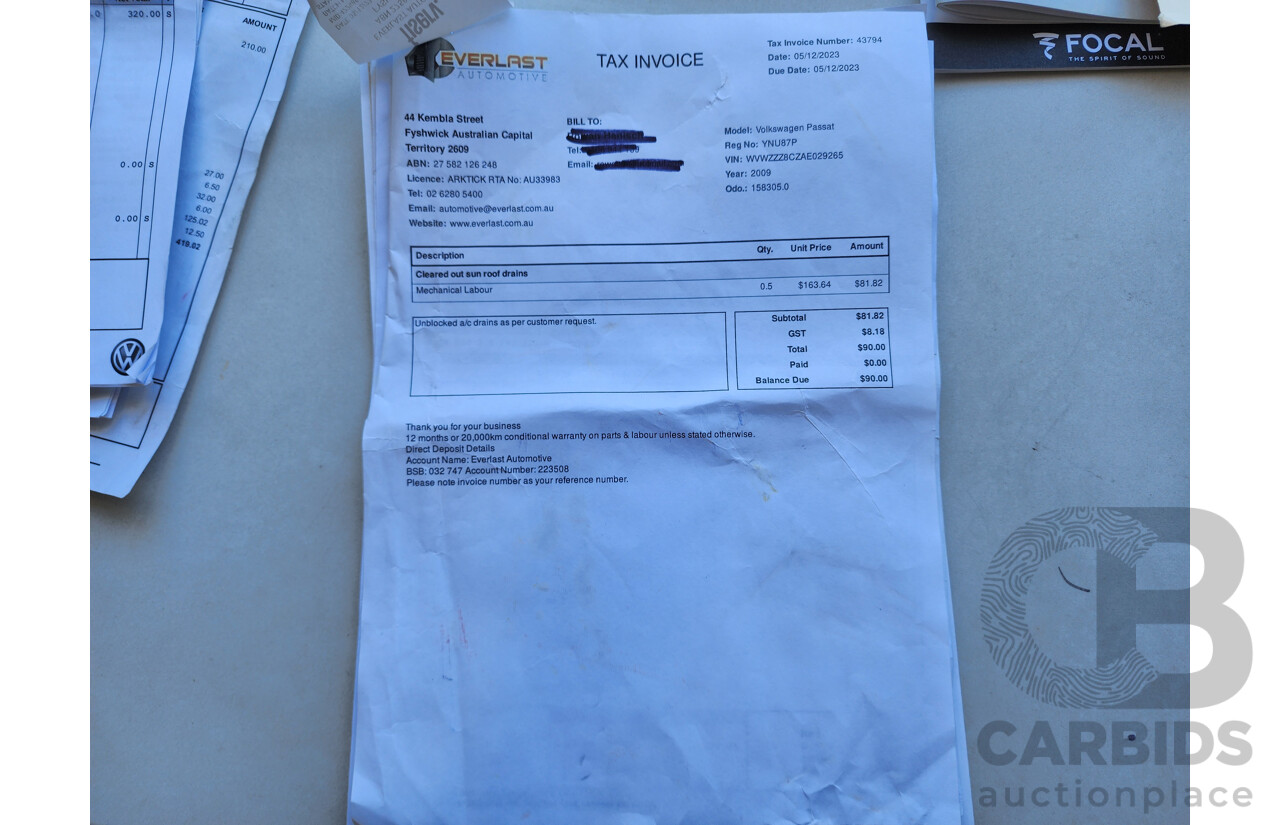 320.00 S
0.00 S
0.00 S
AMOUNT
210.00
27.00
6.50
32.00
6.00
125.02
12.50
419.02
EVERLAST
AUTOMOTIVE
TAX INVOICE
Tax Invoice Number: 43794
Date: 05/12/2023
Due Date: 05/12/2023
FOCAL
THE SPIRIT OF SOUND
44 Kembla Street
Fyshwick Australian Capital
Territory 2609
ABN: 27 582 126 248
Licence: ARKTICK RTA No: AU33983
Tel: 02 6280 5400
Email: automotive@everlast.com.au
Website: www.everlast.com.au
BILL TO:
Tel:
Email:
Model: Volkswagen Passat
Reg No: YNU87P
VIN: WVWZZZ8CZAE029265
Year: 2009
Odo.: 158305.0
Description Qty. Unit Price Amount
Cleared out sun roof drains
Mechanical Labour 0.5 $163.64 $81.82
Unblocked a/c drains as per customer request.
Subtotal $81.82
GST $8.18
Total $90.00
Paid $0.00
Balance Due $90.00
Thank you for your business
12 months or 20,000km conditional warranty on parts & labour unless stated otherwise.
Direct Deposit Details
Account Name: Everlast Automotive
BSB: 032 747 Account Number: 223508
Please note invoice number as your reference number.
CB
CARBIDS
auctionplace